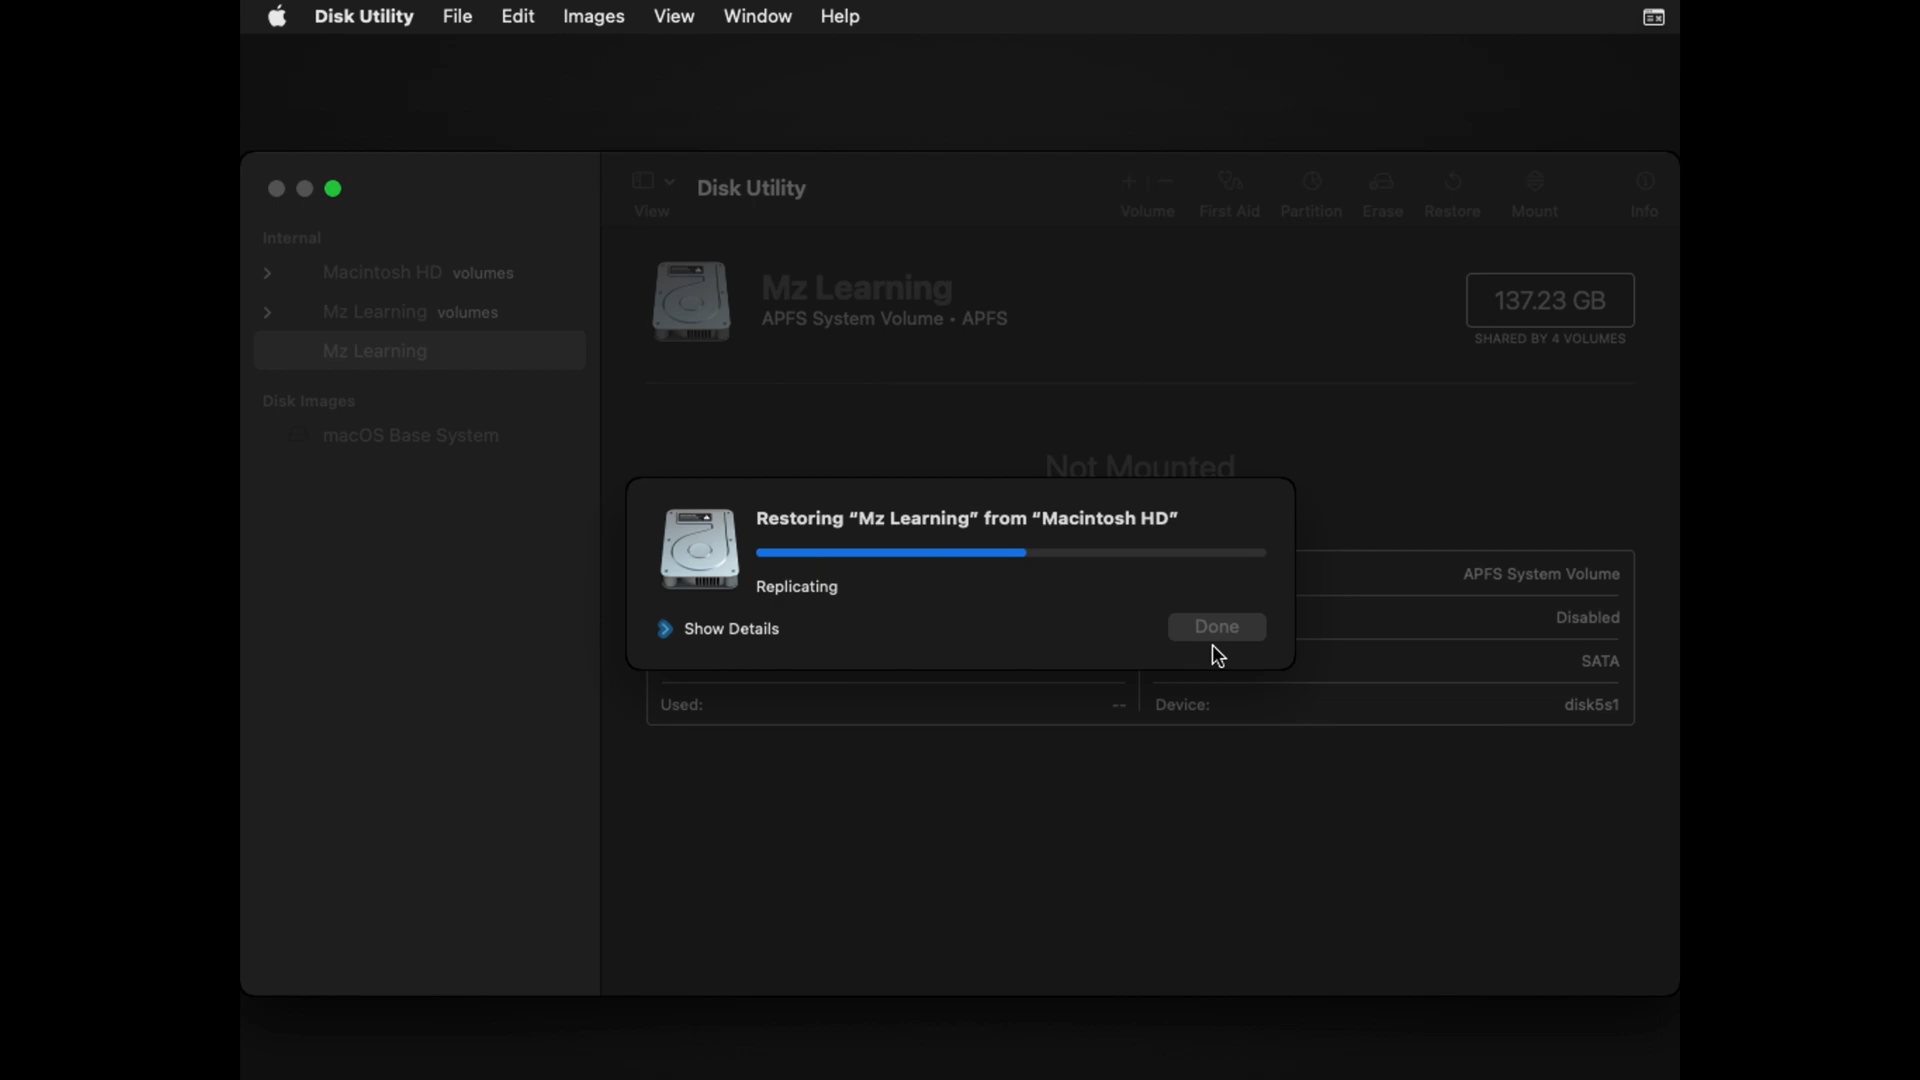 Disk Utility File Edit Images View Window Help
Disk Utility
View
Volume First Aid Partition Erase Restore Mount Info
Internal
Macintosh HD volumes
Mz Learning volumes
Mz Learning
Disk Images
macOS Base System
Mz Learning
APFS System Volume • APFS
137.23 GB
SHARED BY 4 VOLUMES
Not Mounted
Restoring “Mz Learning” from “Macintosh HD”
Replicating
Show Details
Done
APFS System Volume
Disabled
SATA
Used: --
Device: disk5s1